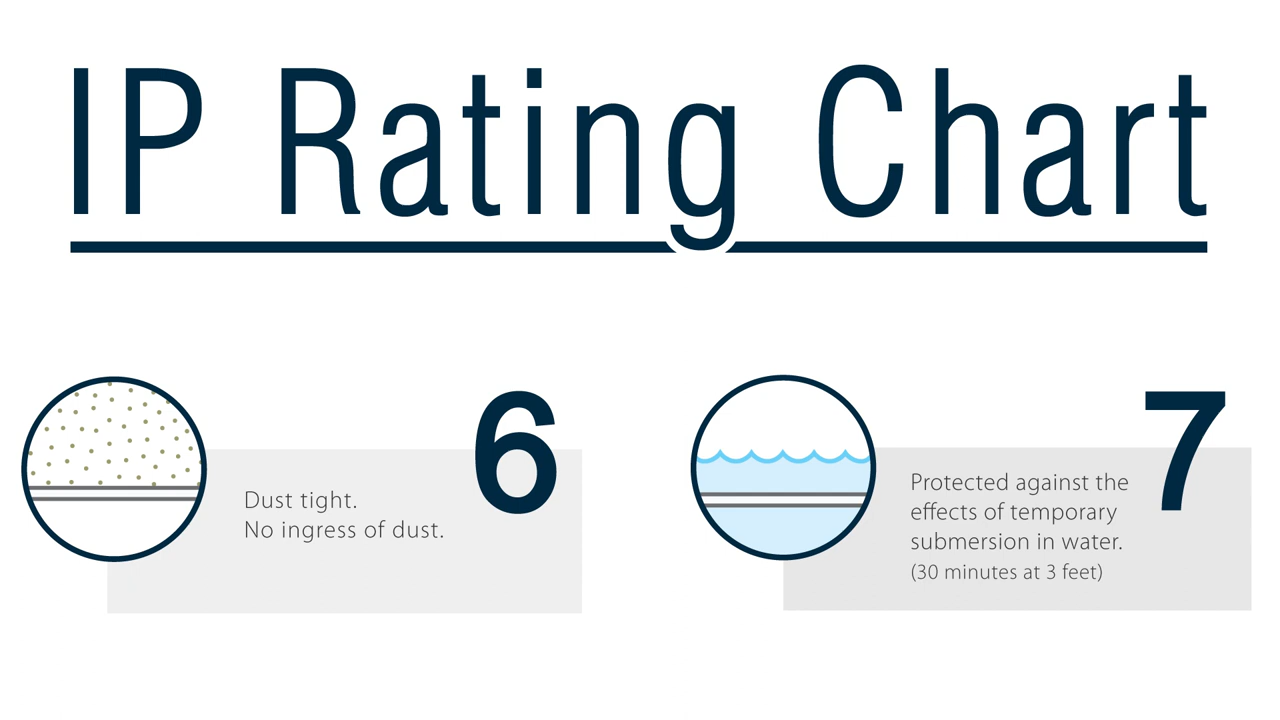 IP Rating Chart
6
Dust tight.
No ingress of dust.
7
Protected against the
effects of temporary
submersion in water.
(30 minutes at 3 feet)